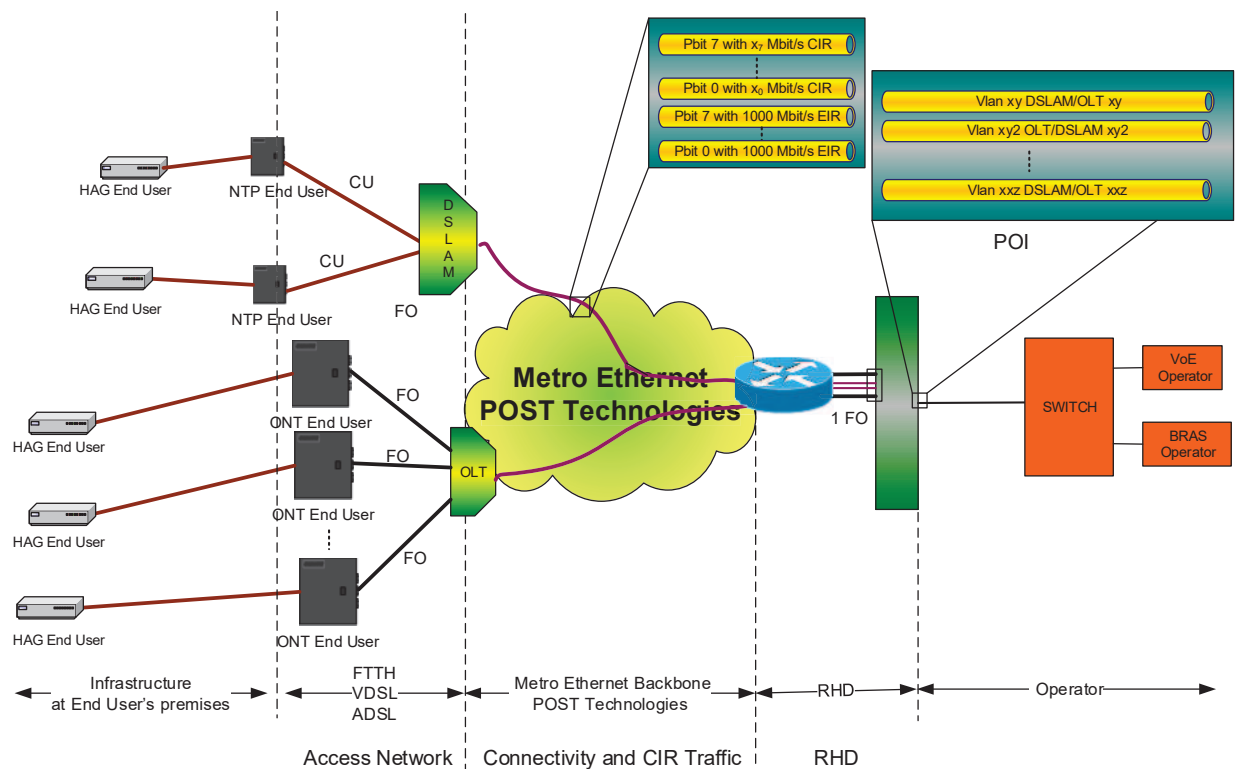 Pbit 7 with x7 Mbit/s CIR
Pbit 0 with x0 Mbit/s CIR
Pbit 7 with 1000 Mbit/s EIR
Pbit 0 with 1000 Mbit/s EIR
Vlan xy DSLAM/OLT xy
Vlan xy2 OLT/DSLAM xy2
Vlan xxz DSLAM/OLT xxz
POI
HAG End User
NTP End User
CU
DSLAM
HAG End User
NTP End User
CU
FO
Metro Ethernet
POST Technologies
1 FO
SWITCH
VoE
Operator
BRAS
Operator
HAG End User
ONT End User
FO
HAG End User
ONT End User
FO
OLT
HAG End User
ONT End User
FO
Infrastructure
at End User's premises
FTTH
VDSL
ADSL
Metro Ethernet Backbone
POST Technologies
RHD
Operator
Access Network
Connectivity and CIR Traffic
RHD